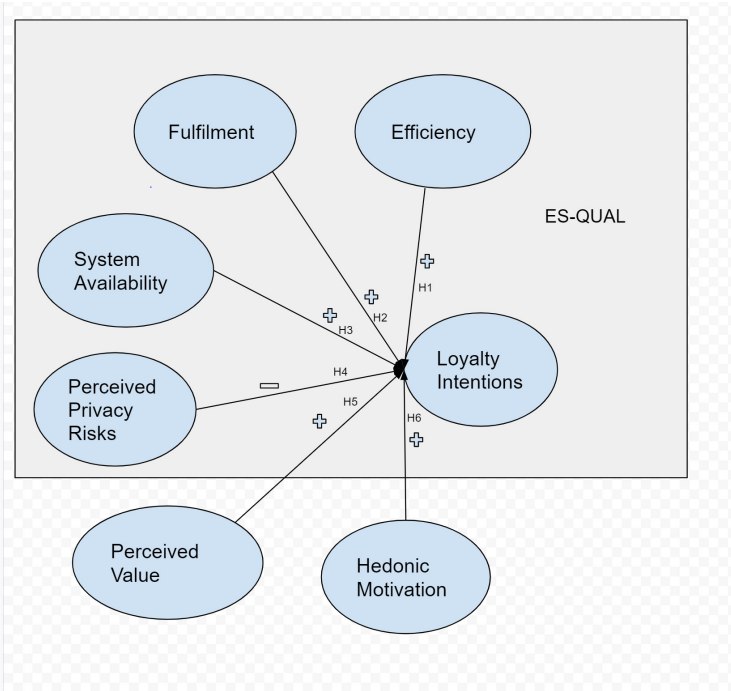 Fulfilment
Efficiency
ES-QUAL
System
Availability
H1
H2
H3
Loyalty
Intentions
H4
Perceived
Privacy
Risks
H5
H6
Perceived
Value
Hedonic
Motivation